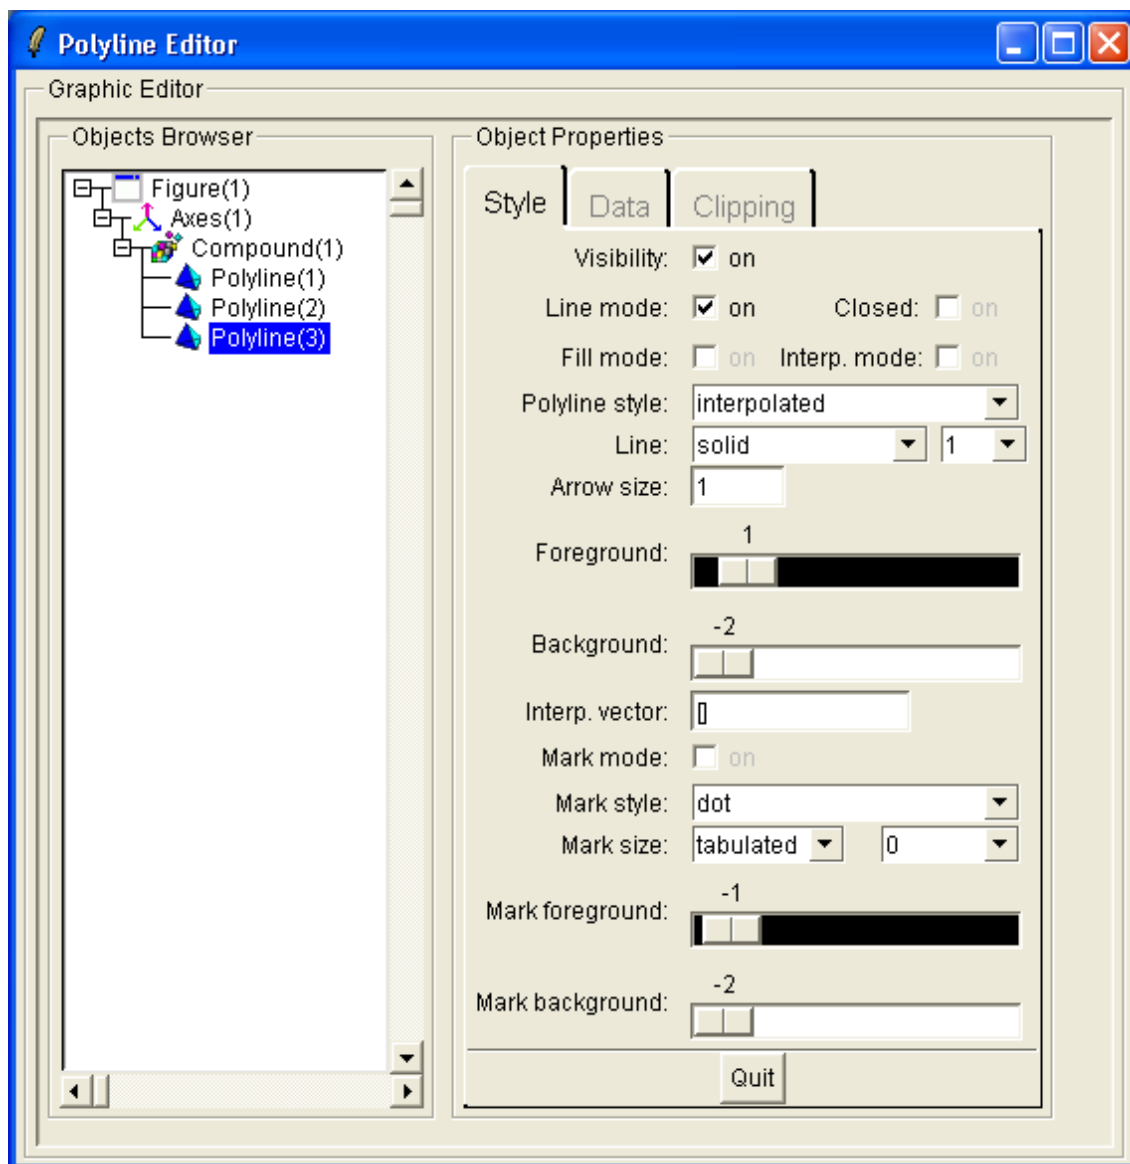 Polyline Editor
Graphic Editor
Objects Browser
Figure(1)
Axes(1)
Compound(1)
Polyline(1)
Polyline(2)
Polyline(3)
Object Properties
Style Data Clipping
Visibility: on
Line mode: on Closed: on
Fill mode: on Interp. mode: on
Polyline style: interpolated
Line: solid 1
Arrow size: 1
1
Foreground:
-2
Background:
Interp. vector: []
Mark mode: on
Mark style: dot
Mark size: tabulated 0
-1
Mark foreground:
-2
Mark background:
Quit